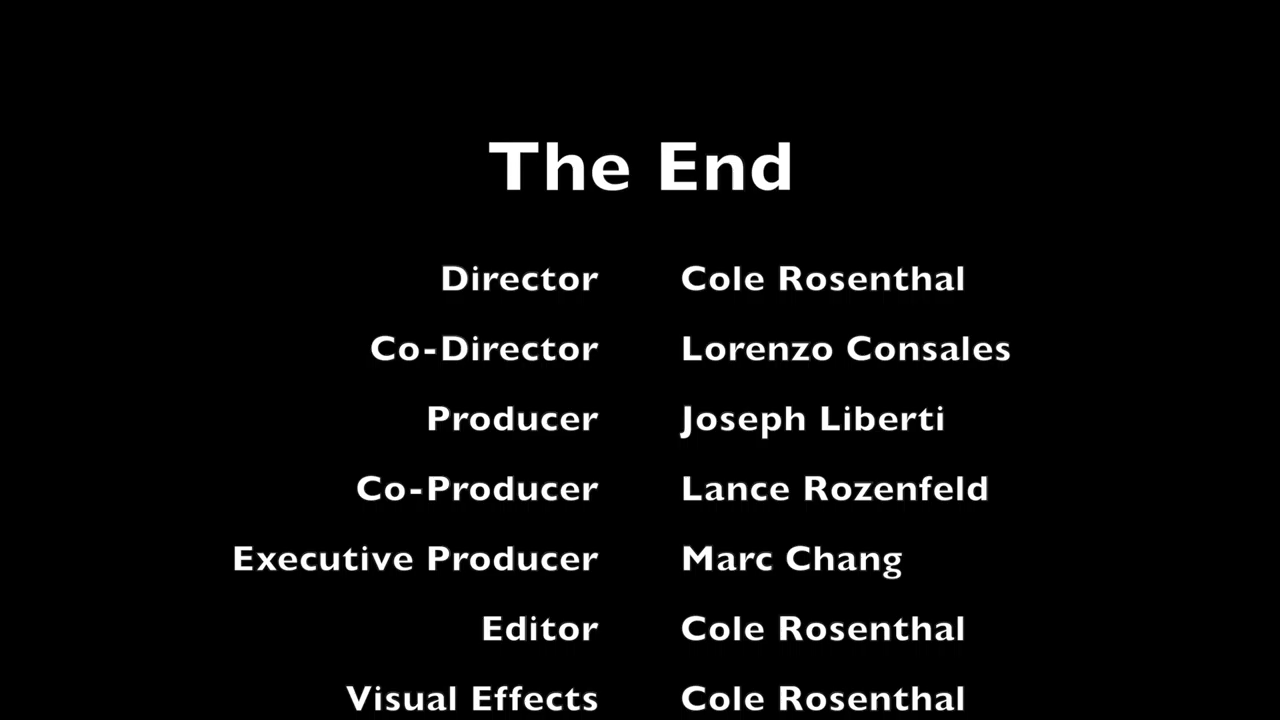 The End
Director Cole Rosenthal
Co-Director Lorenzo Consales
Producer Joseph Liberti
Co-Producer Lance Rozenfeld
Executive Producer Marc Chang
Editor Cole Rosenthal
Visual Effects Cole Rosenthal